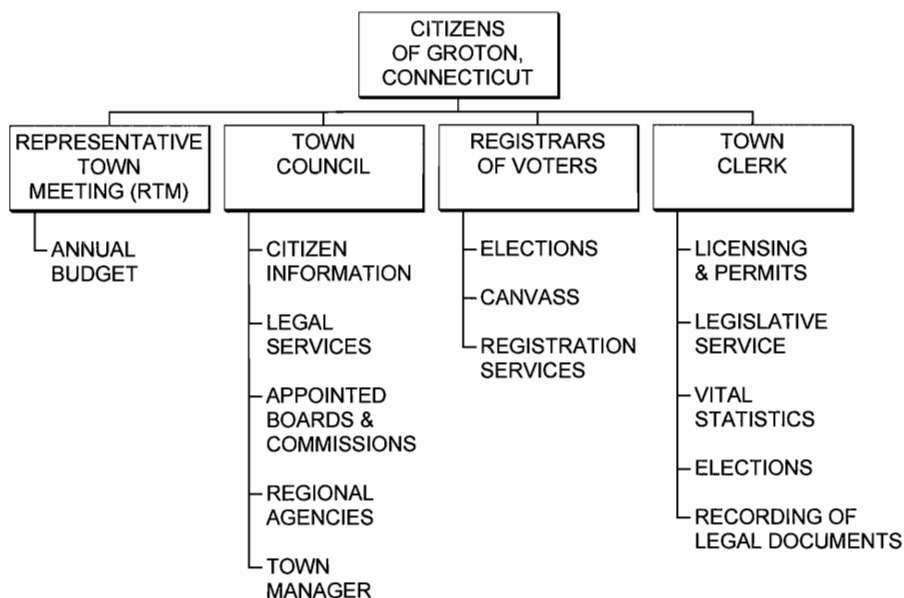 CITIZENS
OF GROTON,
CONNECTICUT
REPRESENTATIVE
TOWN
MEETING (RTM)
ANNUAL
BUDGET
TOWN
COUNCIL
CITIZEN
INFORMATION
LEGAL
SERVICES
APPOINTED
BOARDS &
COMMISSIONS
REGIONAL
AGENCIES
TOWN
MANAGER
REGISTRARS
OF VOTERS
ELECTIONS
CANVASS
REGISTRATION
SERVICES
TOWN
CLERK
LICENSING
& PERMITS
LEGISLATIVE
SERVICE
VITAL
STATISTICS
ELECTIONS
RECORDING OF
LEGAL DOCUMENTS